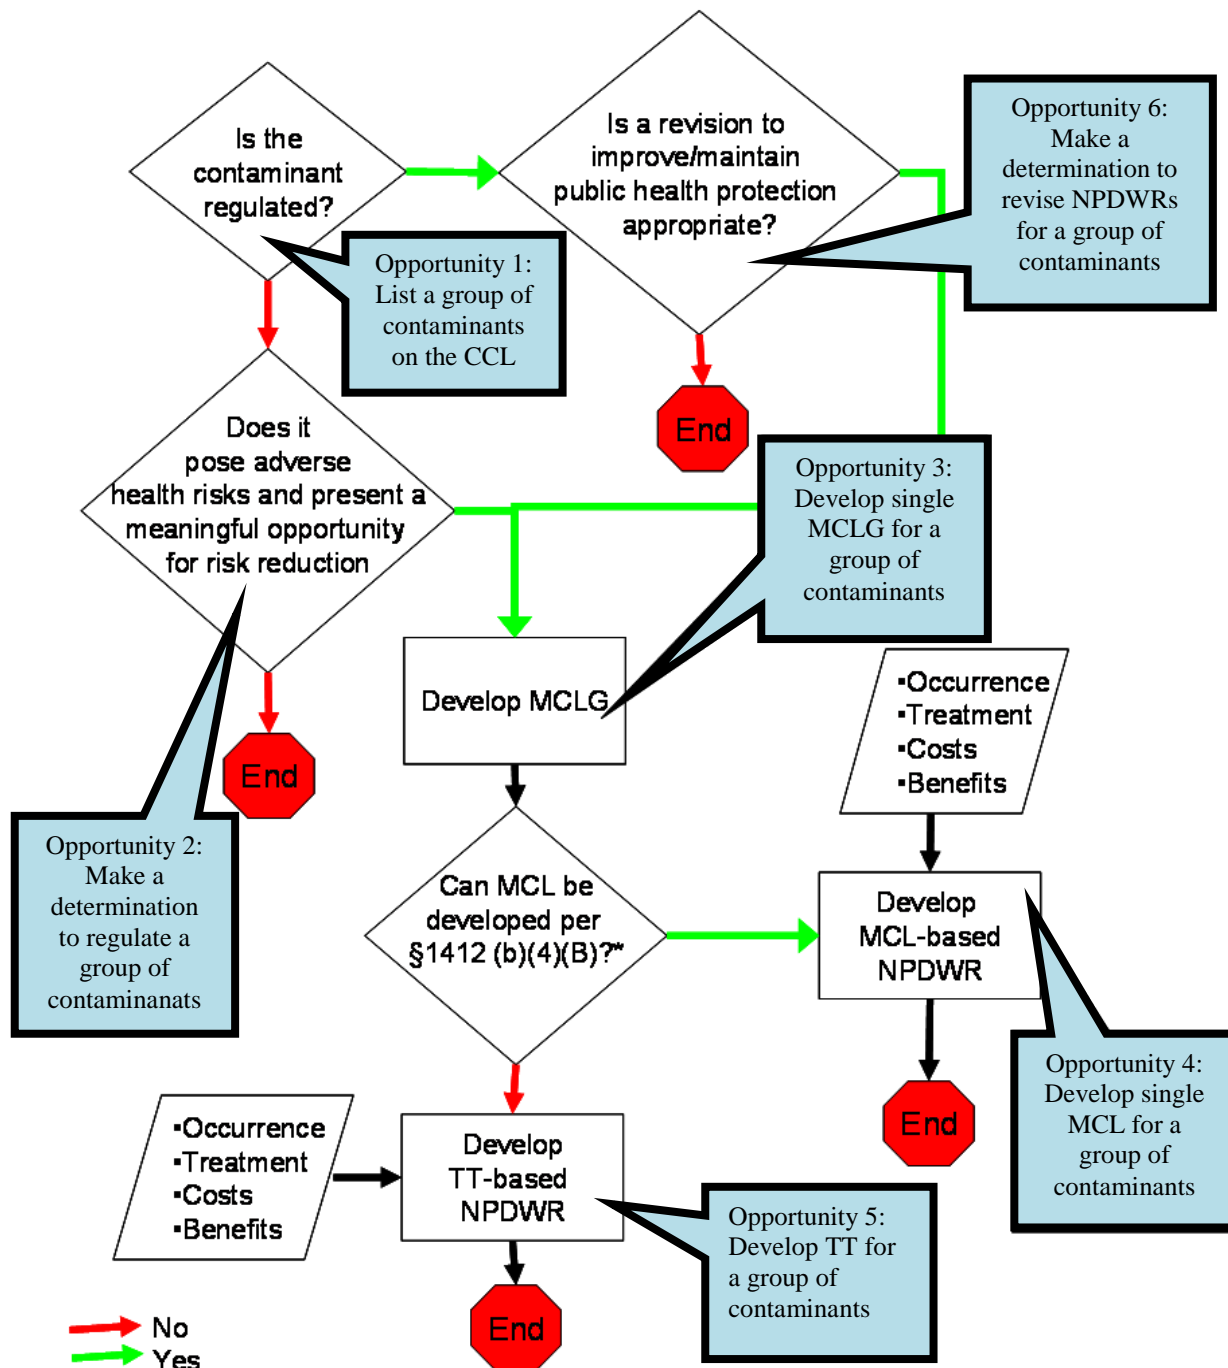 Is the
contaminant
regulated?
Is a revision to
improve/maintain
public health protection
appropriate?
Opportunity 6:
Make a
determination to
revise NPDWRs
for a group of
contaminants
Opportunity 1:
List a group of
contaminants
on the CCL
End
Does it
pose adverse
health risks and present a
meaningful opportunity
for risk reduction
Opportunity 3:
Develop single
MCLG for a
group of
contaminants
Develop MCLG
▪Occurrence
▪Treatment
▪Costs
▪Benefits
End
Opportunity 2:
Make a
determination
to regulate a
group of
contaminanats
Can MCL be
developed per
§1412 (b)(4)(B)?*
Develop
MCL-based
NPDWR
Opportunity 4:
Develop single
MCL for a
group of
contaminants
End
▪Occurrence
▪Treatment
▪Costs
▪Benefits
Develop
TT-based
NPDWR
Opportunity 5:
Develop TT for
a group of
contaminants
End
No
Yes